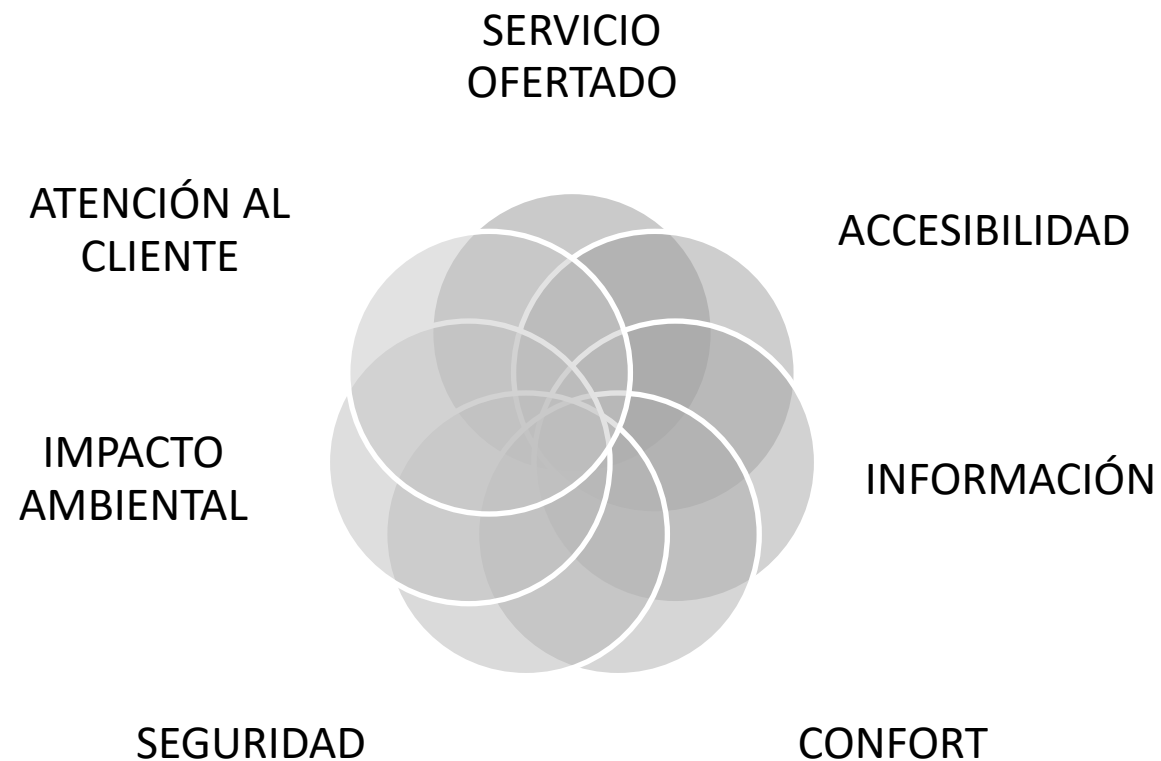 SERVICIO
OFERTADO
ATENCIÓN AL
CLIENTE
ACCESIBILIDAD
IMPACTO
AMBIENTAL
INFORMACIÓN
SEGURIDAD
CONFORT